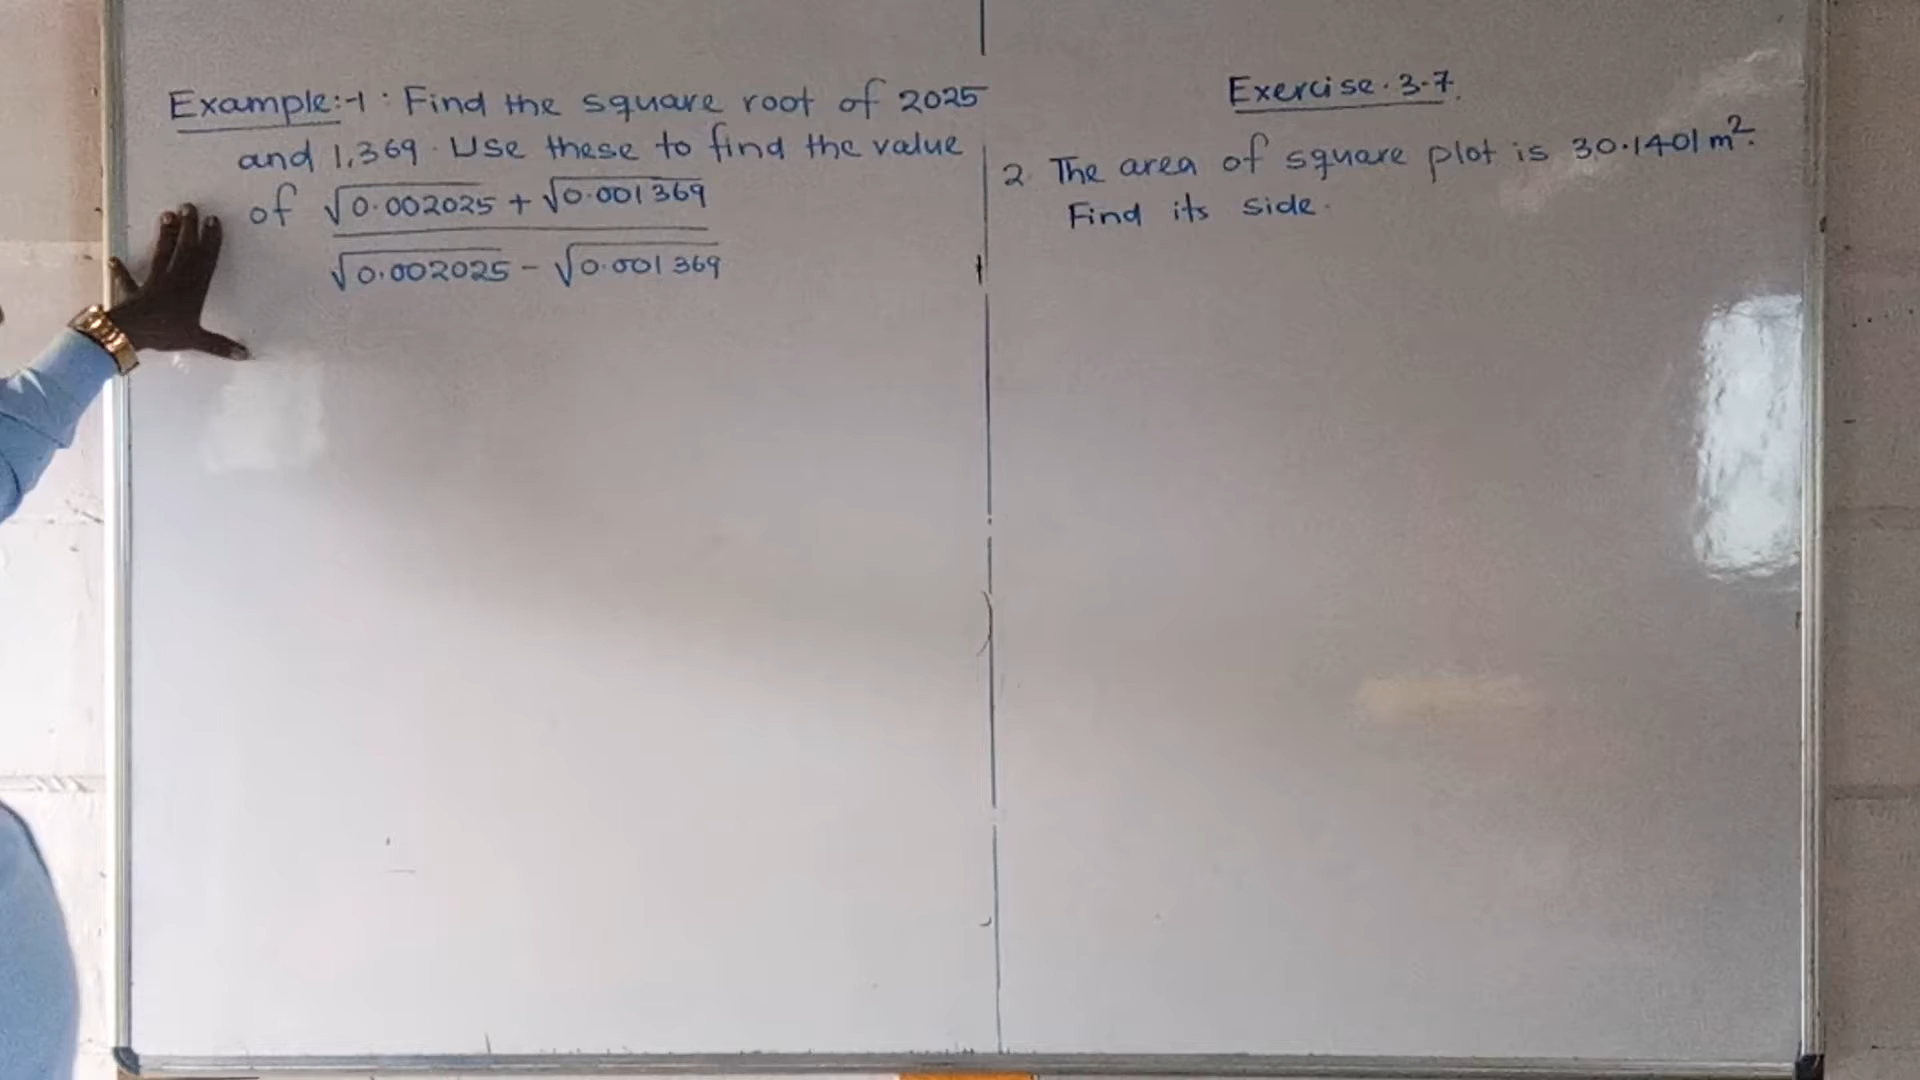 Example:-1: Find the square root of 2025
and 1,369. Use these to find the value
of √0.002025 + √0.001369
√0.002025 - √0.001369
Exercise.3.7.
2. The area of square plot is 30.1401 m².
Find its side.